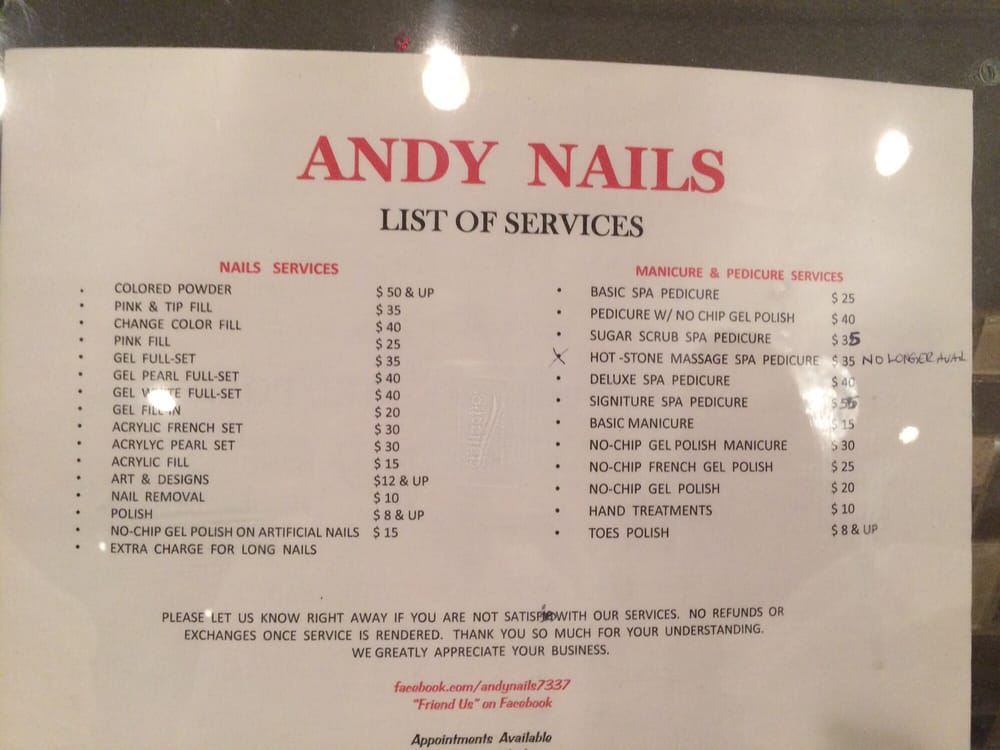 ANDY NAILS
LIST OF SERVICES
NAILS SERVICES
• COLORED POWDER $ 50 & UP
• PINK & TIP FILL $ 35
• CHANGE COLOR FILL $ 40
• PINK FILL $ 25
• GEL FULL-SET $ 35
• GEL PEARL FULL-SET $ 40
• GEL WHITE FULL-SET $ 40
• GEL FILL IN $ 20
• ACRYLIC FRENCH SET $ 30
• ACRYLYC PEARL SET $ 30
• ACRYLIC FILL $ 15
• ART & DESIGNS $12 & UP
• NAIL REMOVAL $ 10
• POLISH $ 8 & UP
• NO-CHIP GEL POLISH ON ARTIFICIAL NAILS $ 15
• EXTRA CHARGE FOR LONG NAILS
MANICURE & PEDICURE SERVICES
• BASIC SPA PEDICURE $ 25
• PEDICURE W/ NO CHIP GEL POLISH $ 40
• SUGAR SCRUB SPA PEDICURE $ 35
X HOT -STONE MASSAGE SPA PEDICURE $ 35 NO LONGER AVAIL
• DELUXE SPA PEDICURE $ 40
• SIGNITURE SPA PEDICURE $ 55
• BASIC MANICURE $ 15
• NO-CHIP GEL POLISH MANICURE $ 30
• NO-CHIP FRENCH GEL POLISH $ 25
• NO-CHIP GEL POLISH $ 20
• HAND TREATMENTS $ 10
• TOES POLISH $ 8 & UP
PLEASE LET US KNOW RIGHT AWAY IF YOU ARE NOT WITH OUR SERVICES. NO REFUNDS OR
EXCHANGES ONCE SERVICE IS RENDERED. THANK YOU SO MUCH FOR YOUR UNDERSTANDING.
WE GREATLY APPRECIATE YOUR BUSINESS.
facebook.com/andynails7337
"Friend Us" on Facebook
Appointments Available